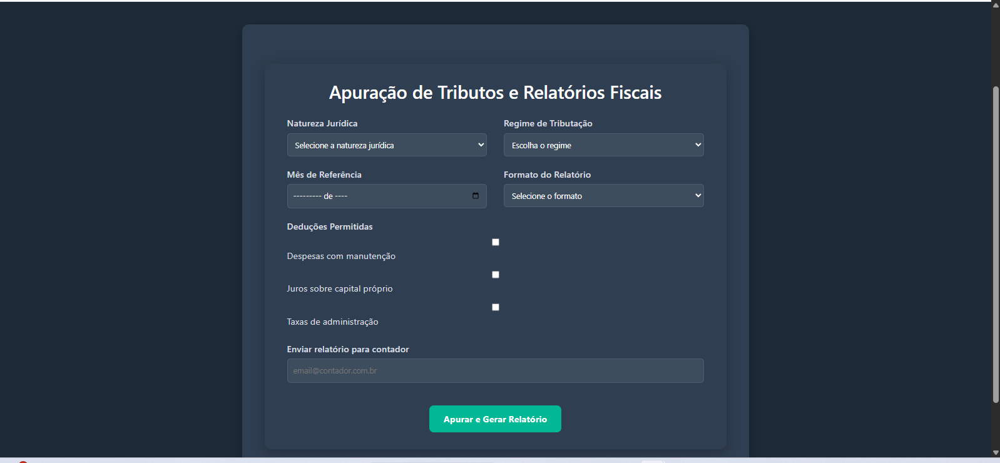 Apuração de Tributos e Relatórios Fiscais
Natureza Jurídica
Regime de Tributação
Selecione a natureza jurídica
Escolha o regime
Mês de Referência
Formato do Relatório
--------- de ----
Selecione o formato
Deduções Permitidas
Despesas com manutenção
Juros sobre capital próprio
Taxas de administração
Enviar relatório para contador
email@contador.com.br
Apurar e Gerar Relatório